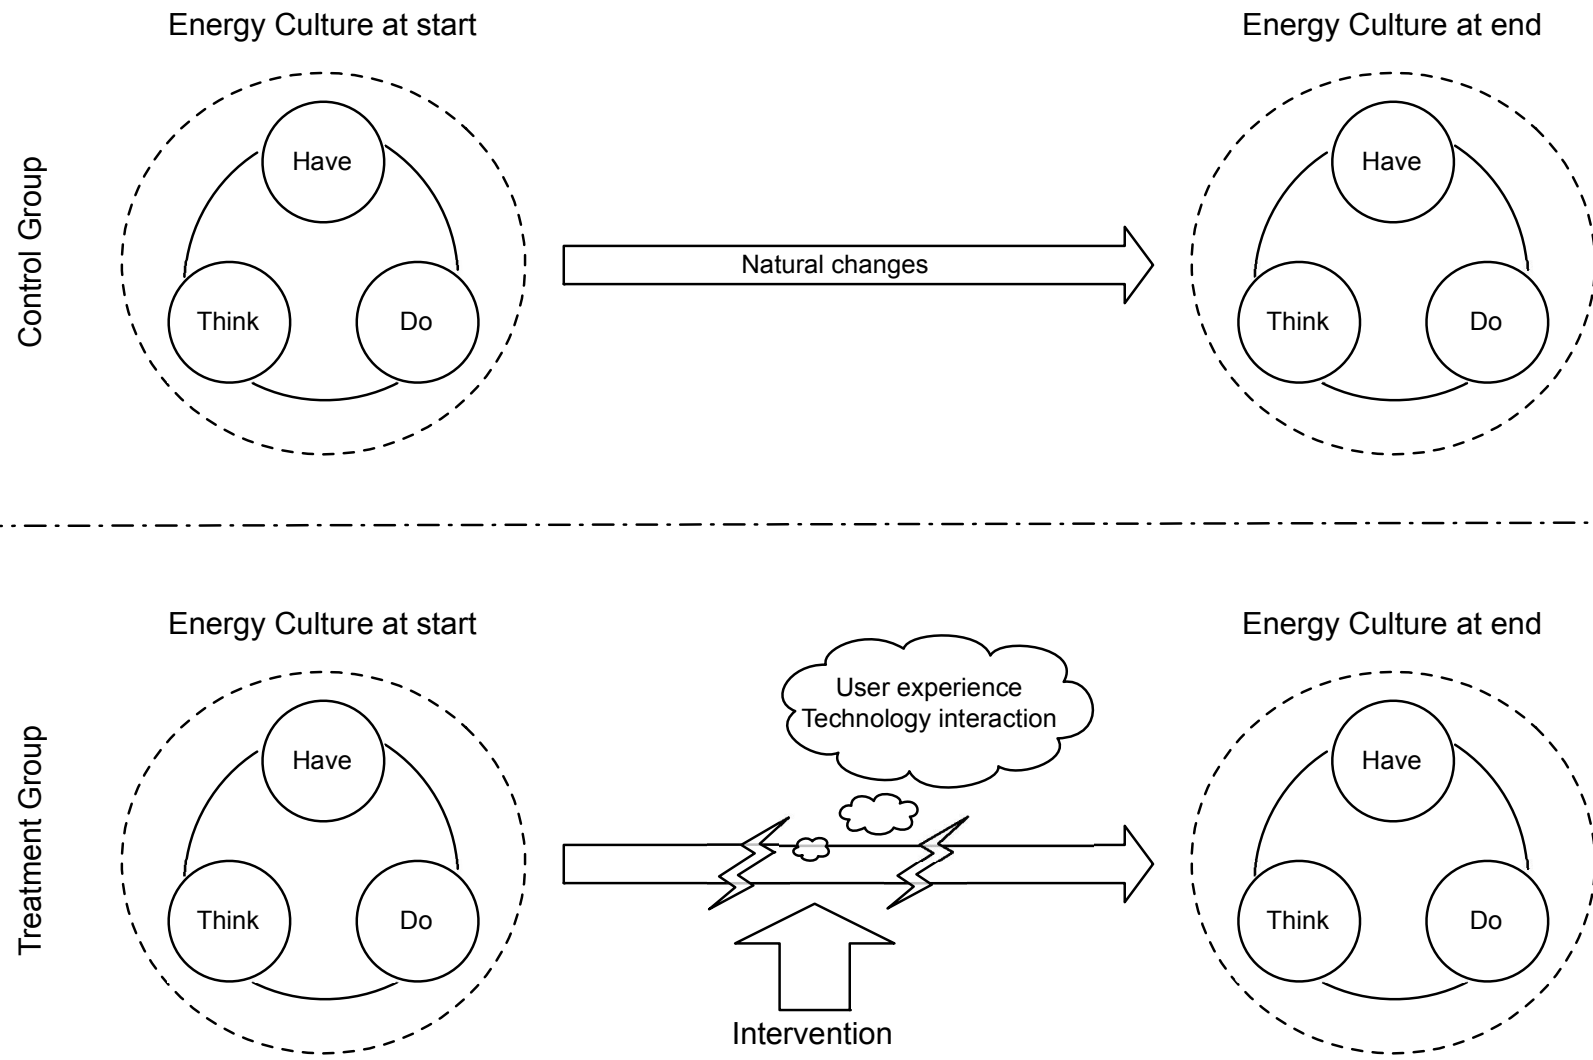 Energy Culture at start
Energy Culture at end
Control Group
Have
Think
Do
Natural changes
Have
Think
Do
Energy Culture at start
Energy Culture at end
Treatment Group
Have
Think
Do
User experience
Technology interaction
Intervention
Have
Think
Do